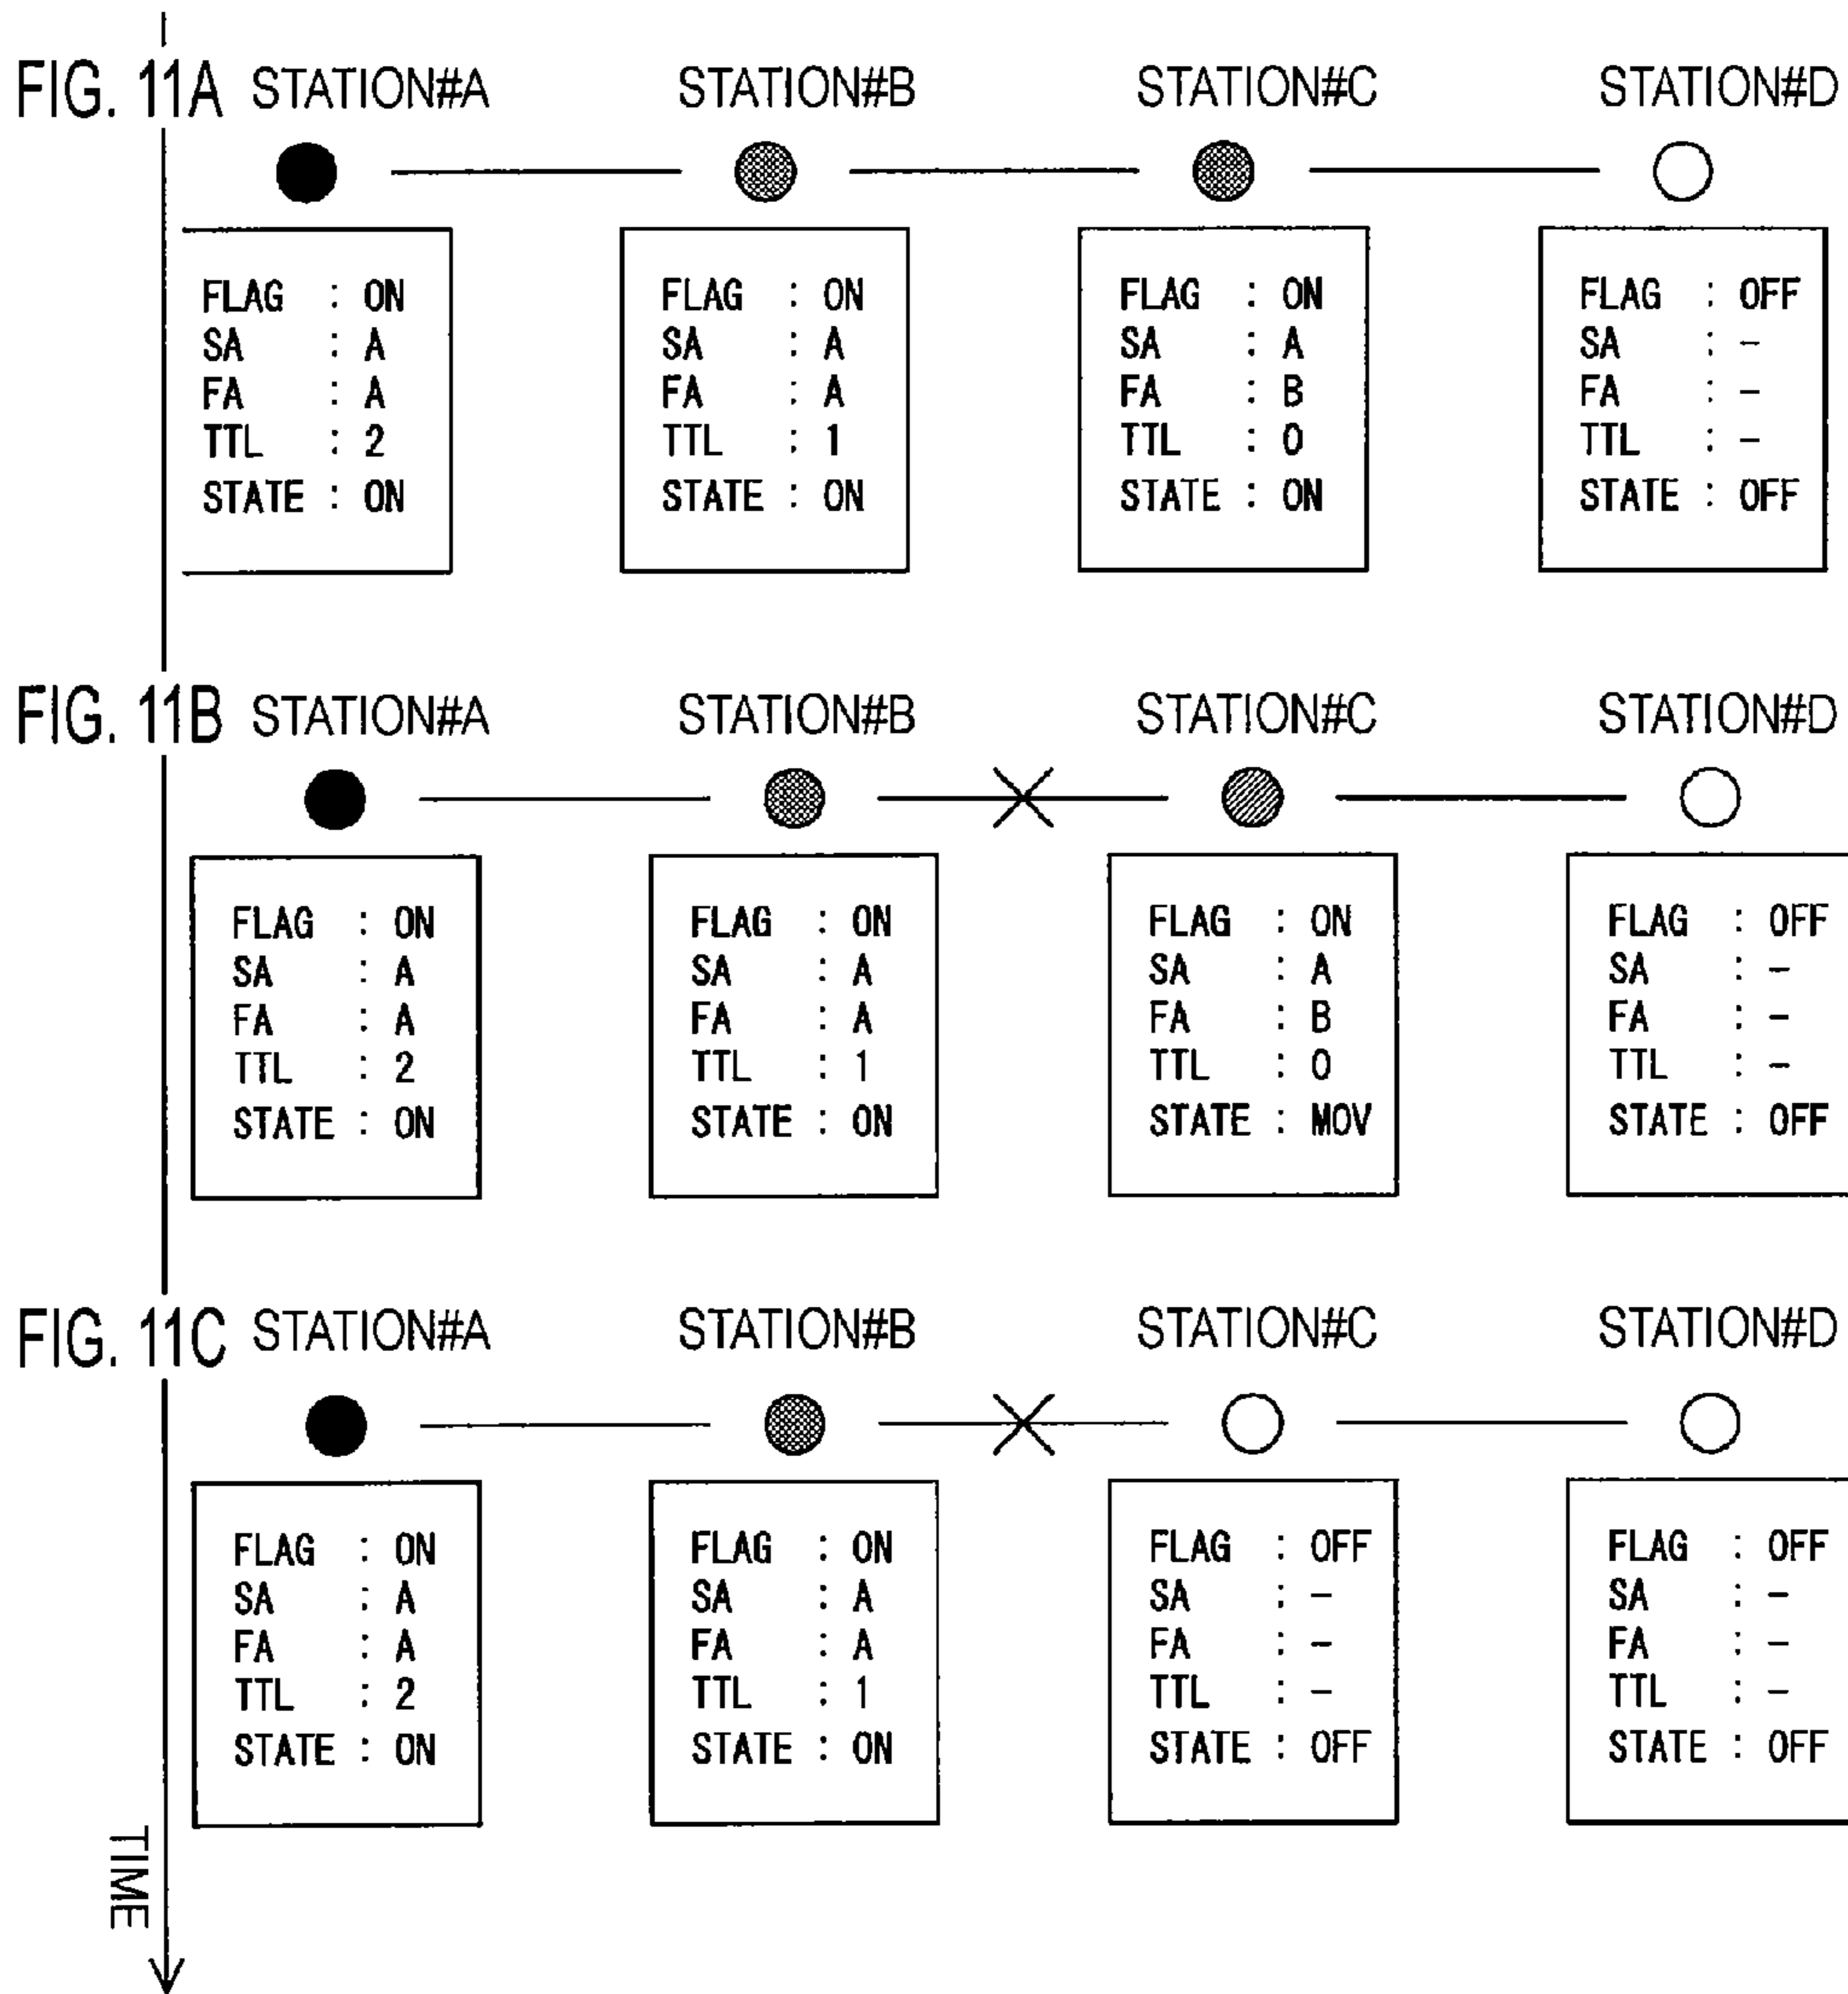 FIG. 11A STATION#A STATION#B STATION#C STATION#D
FLAG : ON FLAG : ON FLAG : ON FLAG : OFF
SA : A SA : A SA : A SA : -
FA : A FA : A FA : B FA : -
TTL : 2 TTL : 1 TTL : 0 TTL : -
STATE : ON STATE : ON STATE : ON STATE : OFF
FIG. 11B STATION#A STATION#B STATION#C STATION#D
FLAG : ON FLAG : ON FLAG : ON FLAG : OFF
SA : A SA : A SA : A SA : -
FA : A FA : A FA : B FA : -
TTL : 2 TTL : 1 TTL : 0 TTL : -
STATE : ON STATE : ON STATE : MOV STATE : OFF
FIG. 11C STATION#A STATION#B STATION#C STATION#D
FLAG : ON FLAG : ON FLAG : OFF FLAG : OFF
SA : A SA : A SA : - SA : -
FA : A FA : A FA : - FA : -
TTL : 2 TTL : 1 TTL : - TTL : -
STATE : ON STATE : ON STATE : OFF STATE : OFF
TIME